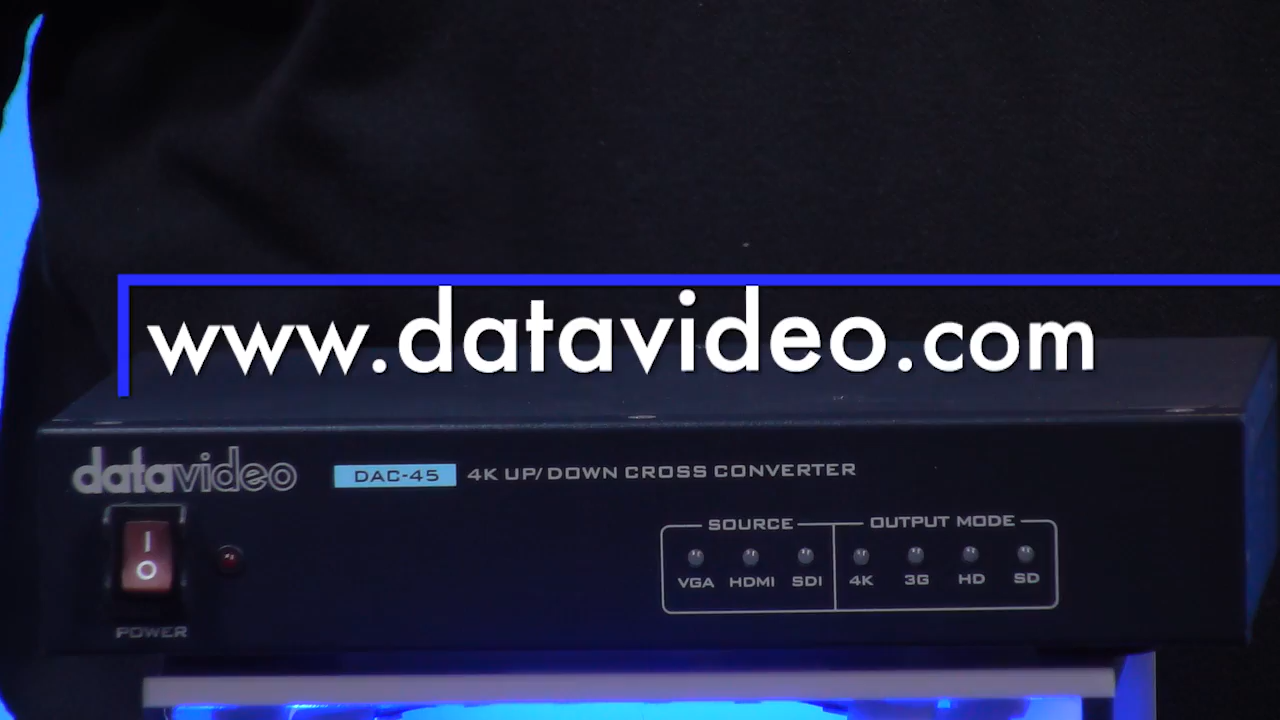 www.datavideo.com
datavideo DAC-45 4K UP/DOWN CROSS CONVERTER
SOURCE OUTPUT MODE
VGA HDMI SDI 4K 3G HD SD
I
O
POWER